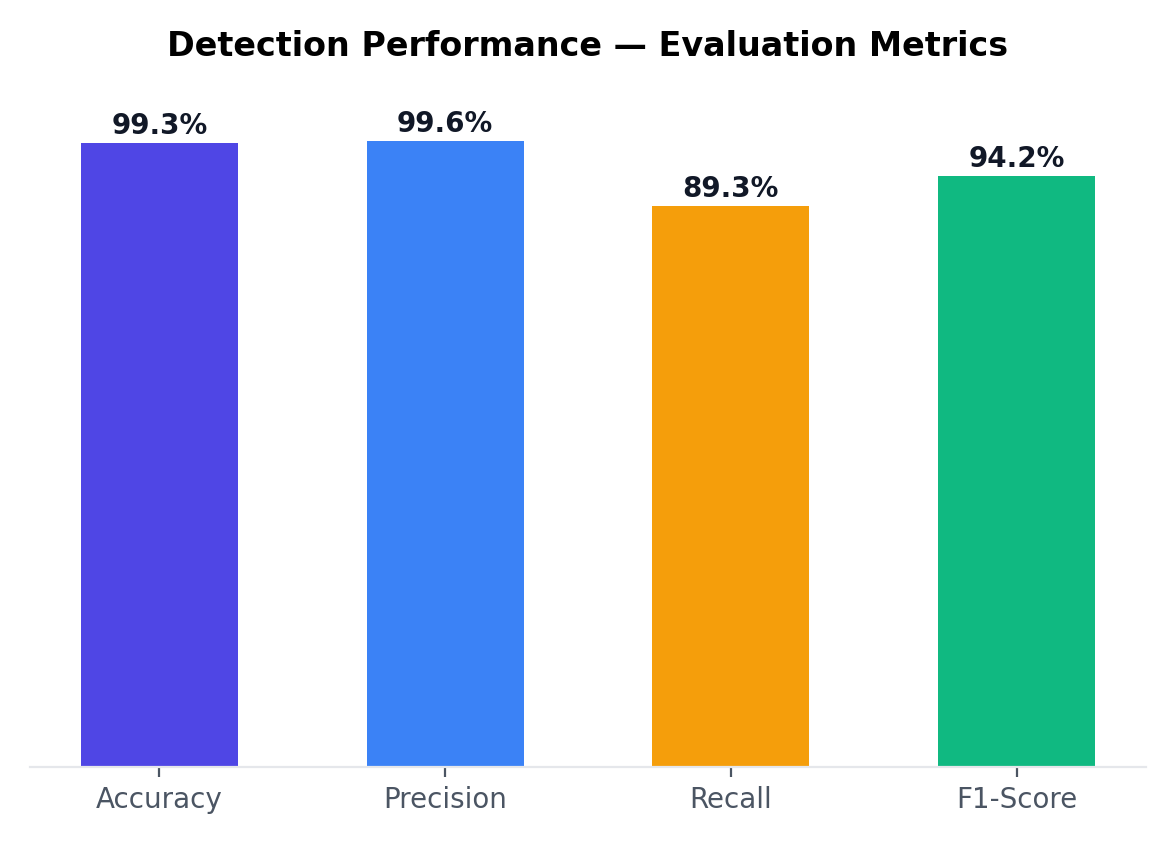 Detection Performance — Evaluation Metrics
99.3%
99.6%
89.3%
94.2%
Accuracy
Precision
Recall
F1-Score